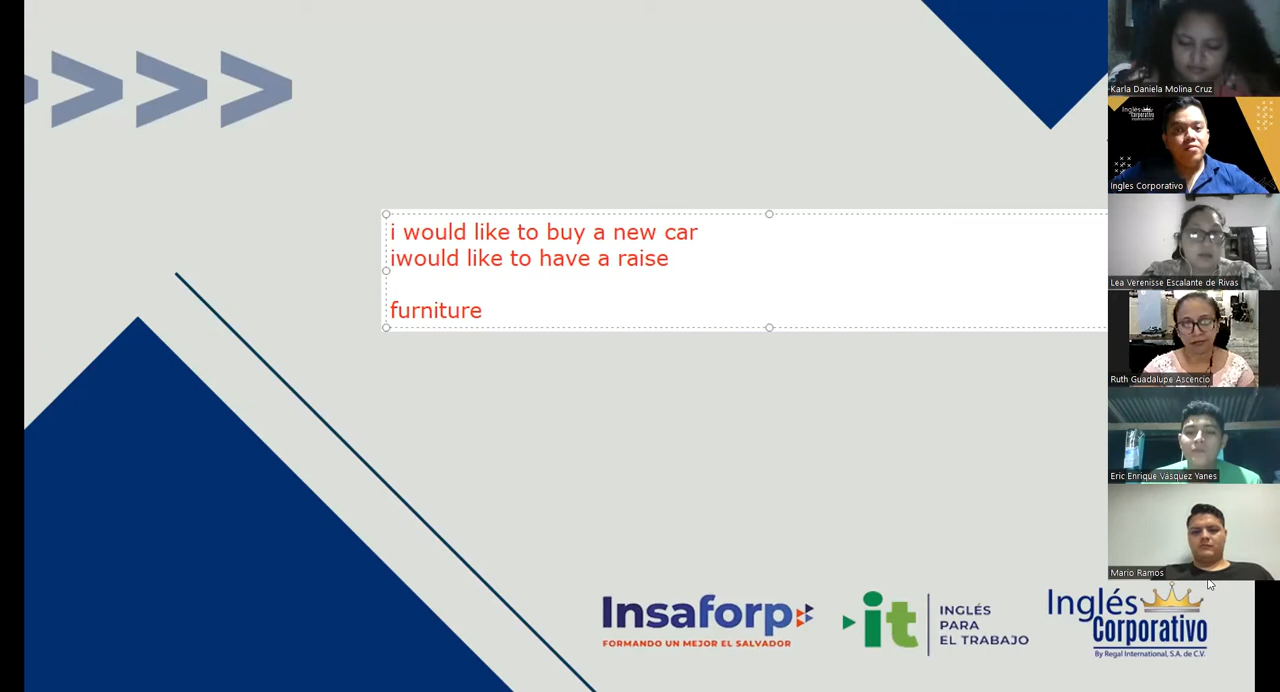 i would like to buy a new car
iwould like to have a raise
furniture
Karla Daniela Molina Cruz
Inglés
Corporativo
Ingles Corporativo
Lea Verenisse Escalante de Rivas
Ruth Guadalupe Ascencio
Eric Enrique Vásquez Yanes
Mario Ramos
Insaforp
FORMANDO UN MEJOR EL SALVADOR
it
INGLÉS
PARA
EL TRABAJO
Inglés
Corporativo
By Regal International, S.A. de C.V.